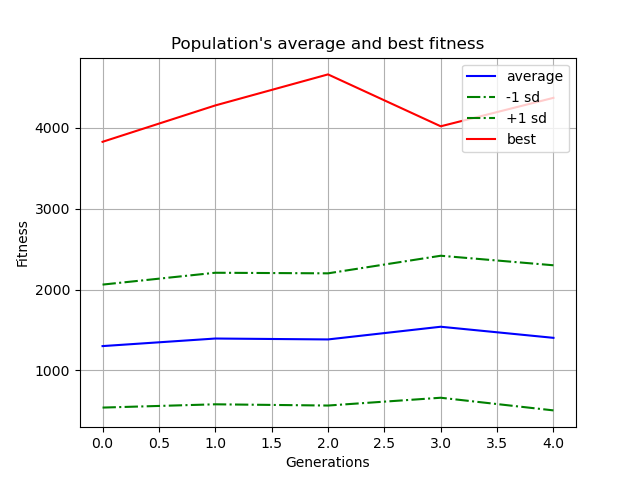 Population's average and best fitness
average
-1 sd
+1 sd
best
Fitness
4000
3000
2000
1000
0.0 0.5 1.0 1.5 2.0 2.5 3.0 3.5 4.0
Generations